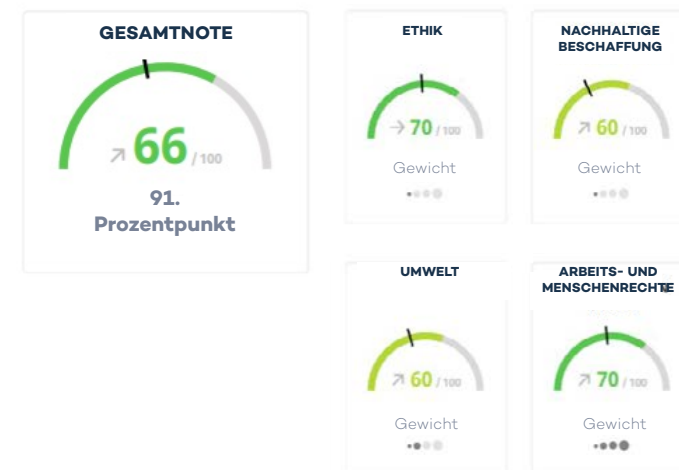 GESAMTNOTE
66 / 100
91.
Prozentpunkt
ETHIK
70 / 100
Gewicht
NACHHALTIGE
BESCHAFFUNG
60 / 100
Gewicht
UMWELT
60 / 100
Gewicht
ARBEITS- UND
MENSCHENRECHTE
70 / 100
Gewicht